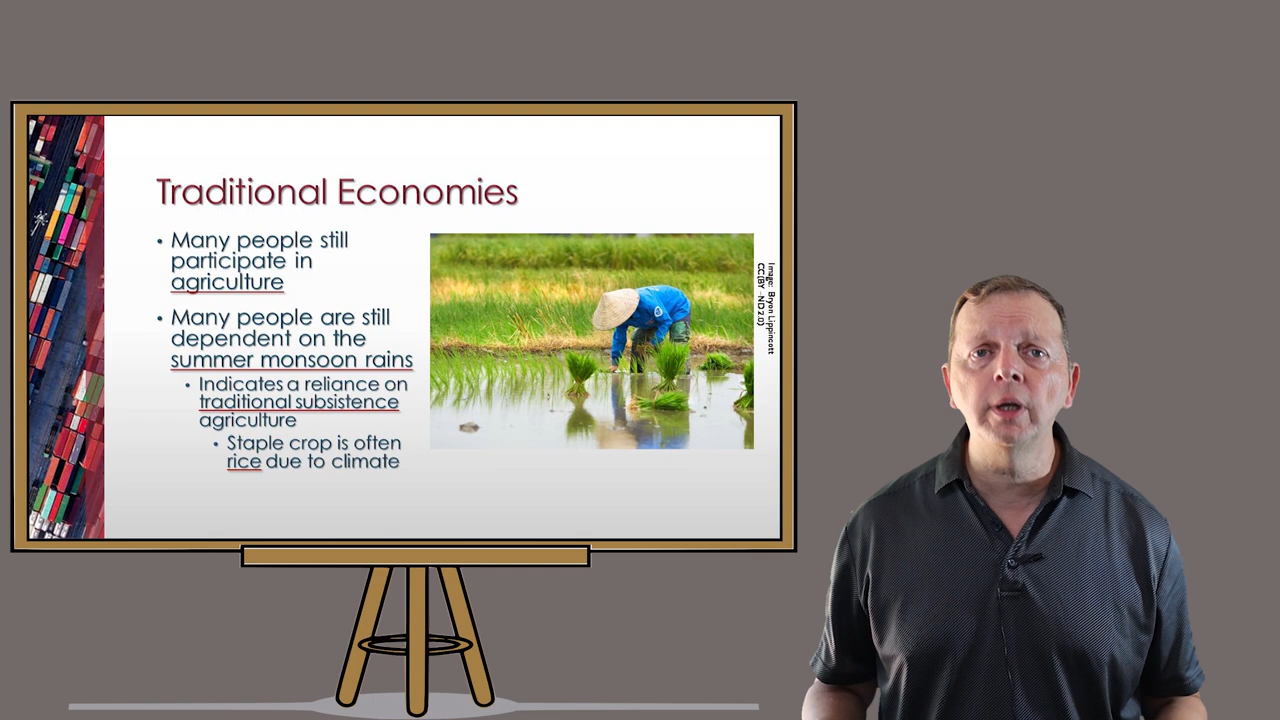 Traditional Economies
• Many people still
participate in
agriculture
• Many people are still
dependent on the
summer monsoon rains
• Indicates a reliance on
traditional subsistence
agriculture
• Staple crop is often
rice due to climate
Image: Bryon Lippincott
CC(BY -ND 2.0)